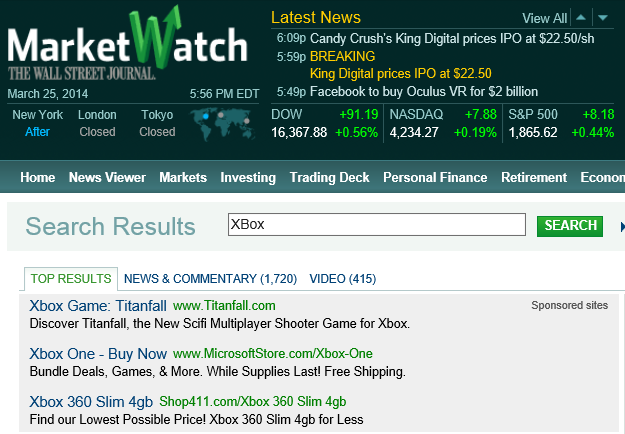 MarketWatch
THE WALL STREET JOURNAL.
March 25, 2014 5:56 PM EDT
New York London Tokyo
After Closed Closed
Latest News View All
6:09p Candy Crush's King Digital prices IPO at $22.50/sh
5:59p BREAKING
King Digital prices IPO at $22.50
5:49p Facebook to buy Oculus VR for $2 billion
DOW +91.19 NASDAQ +7.88 S&P 500 +8.18
16,367.88 +0.56% 4,234.27 +0.19% 1,865.62 +0.44%
Home News Viewer Markets Investing Trading Deck Personal Finance Retirement Econom
Search Results XBox SEARCH
TOP RESULTS NEWS & COMMENTARY (1,720) VIDEO (415)
Xbox Game: Titanfall www.Titanfall.com Sponsored sites
Discover Titanfall, the New Scifi Multiplayer Shooter Game for Xbox.
Xbox One - Buy Now www.MicrosoftStore.com/Xbox-One
Bundle Deals, Games, & More. While Supplies Last! Free Shipping.
Xbox 360 Slim 4gb Shop411.com/Xbox 360 Slim 4gb
Find our Lowest Possible Price! Xbox 360 Slim 4gb for Less